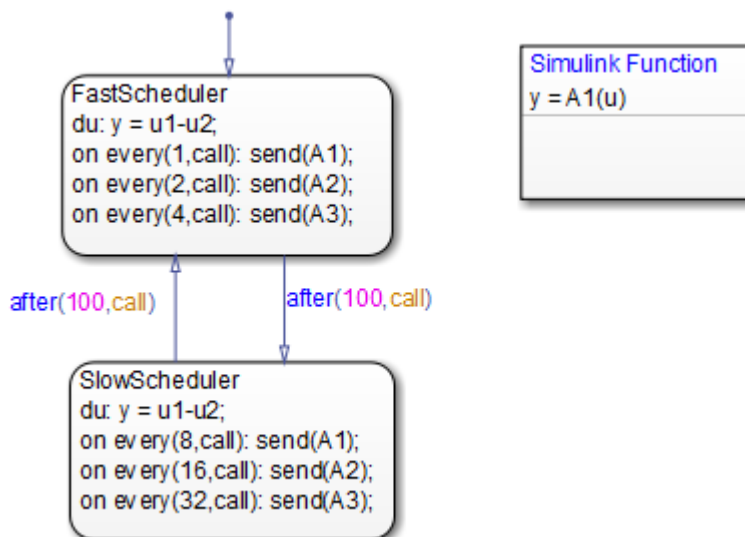 FastScheduler
du: y = u1-u2;
on every(1,call): send(A1);
on every(2,call): send(A2);
on every(4,call): send(A3);
Simulink Function
y = A1(u)
after(100,call)
after(100,call)
SlowScheduler
du: y = u1-u2;
on every(8,call): send(A1);
on every(16,call): send(A2);
on every(32,call): send(A3);